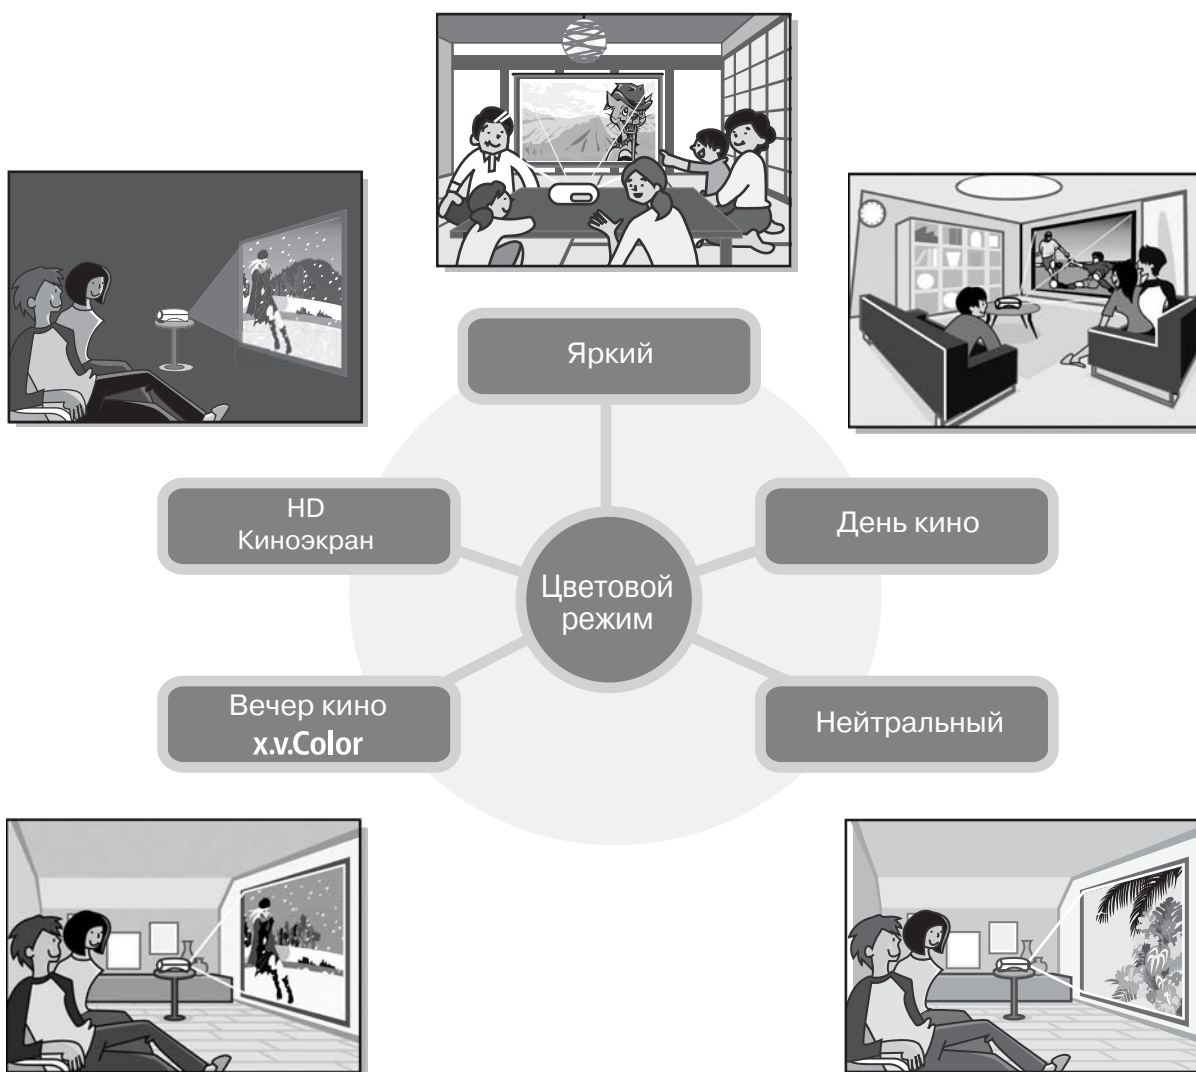 Яркий
HD
Киноэкран
День кино
Цветовой
режим
Вечер кино
x.v.Color
Нейтральный